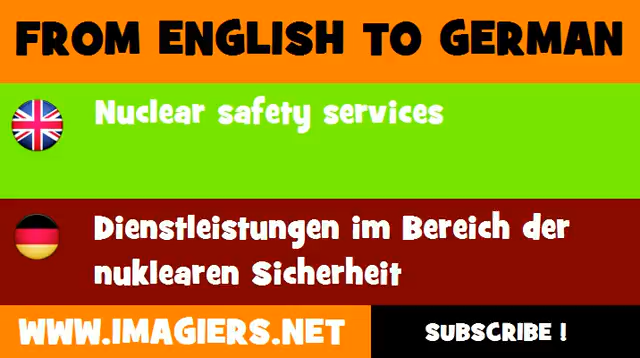 FROM ENGLISH TO GERMAN
Nuclear safety services
Dienstleistungen im Bereich der
nuklearen Sicherheit
WWW.IMAGIERS.NET
SUBSCRIBE !